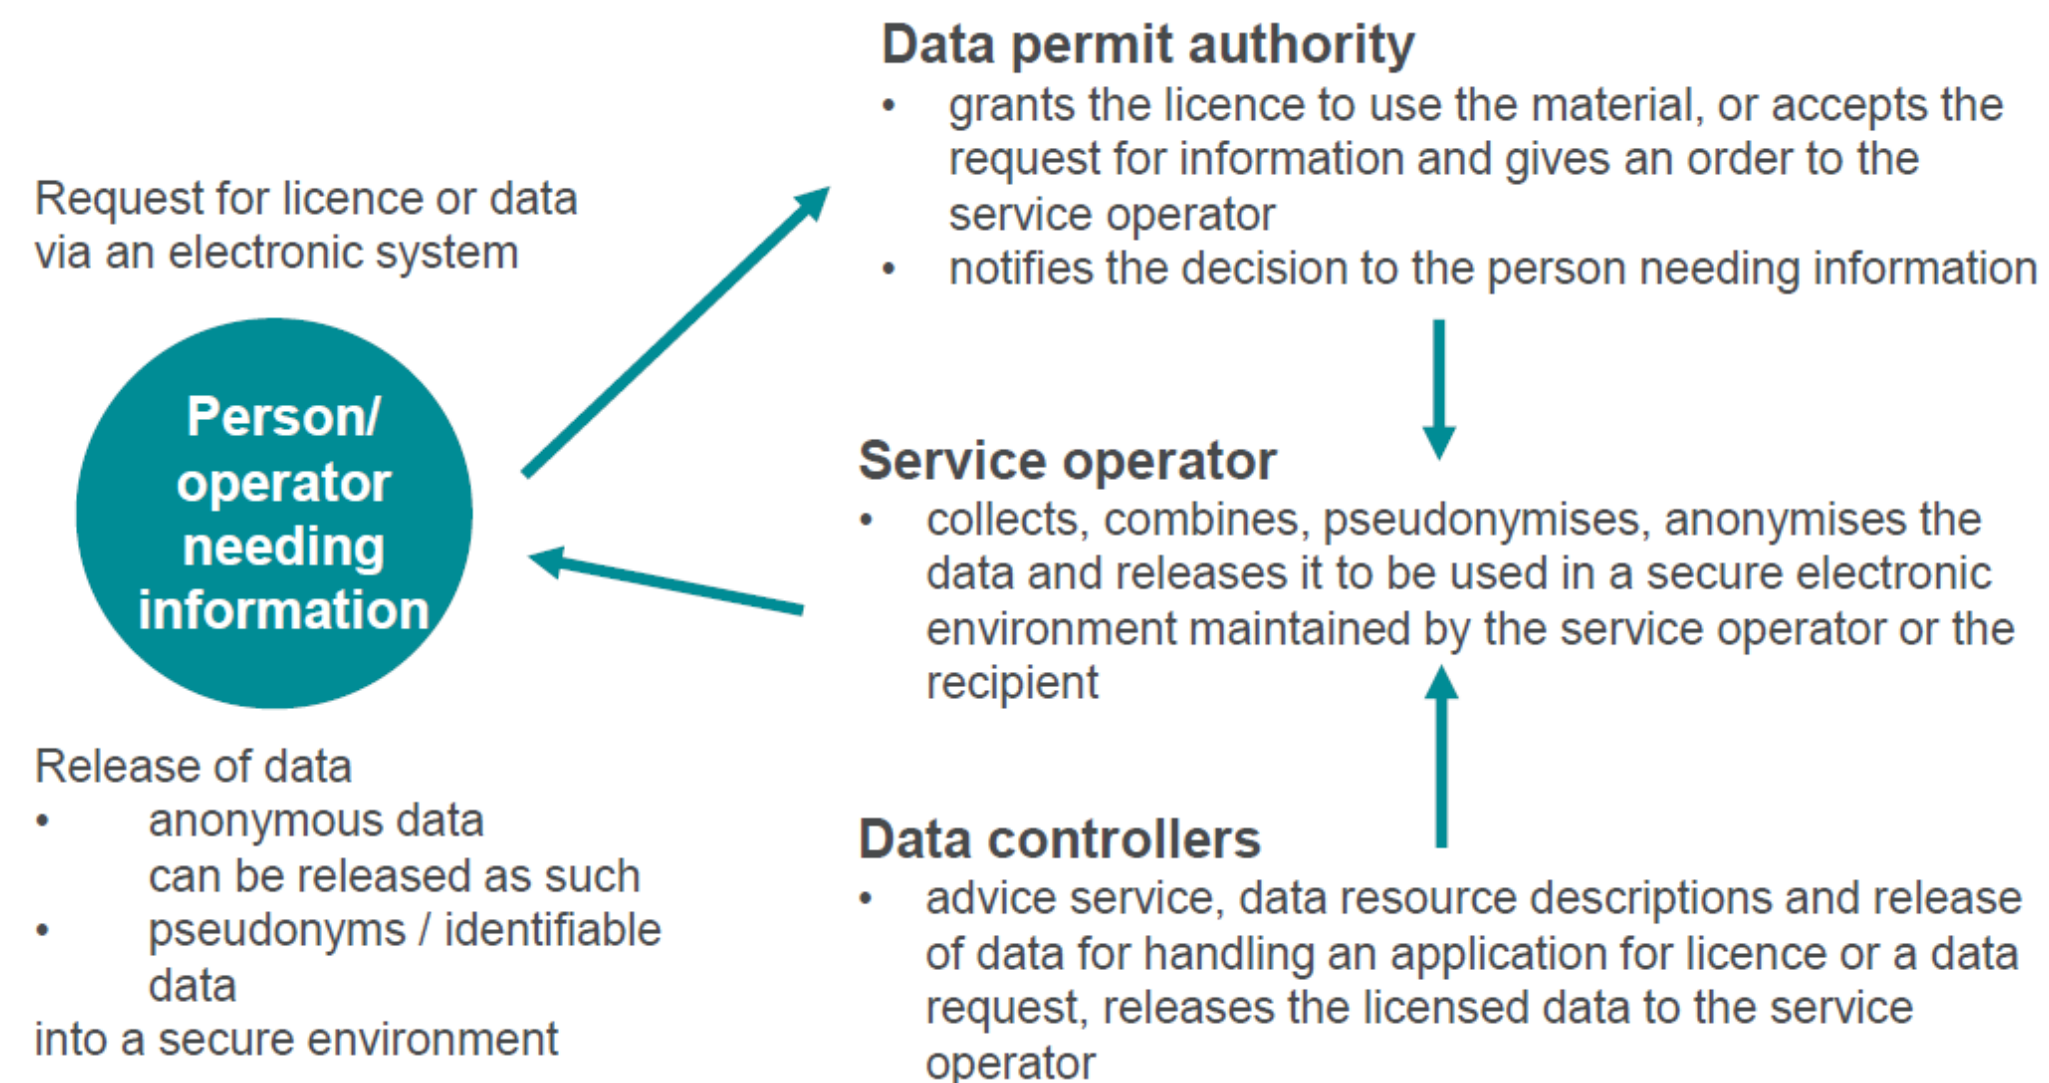 Request for licence or data
via an electronic system
Person/
operator
needing
information
Release of data
• anonymous data
can be released as such
• pseudonyms / identifiable
data
into a secure environment
Data permit authority
• grants the licence to use the material, or accepts the
request for information and gives an order to the
service operator
• notifies the decision to the person needing information
Service operator
• collects, combines, pseudonymises, anonymises the
data and releases it to be used in a secure electronic
environment maintained by the service operator or the
recipient
Data controllers
• advice service, data resource descriptions and release
of data for handling an application for licence or a data
request, releases the licensed data to the service
operator